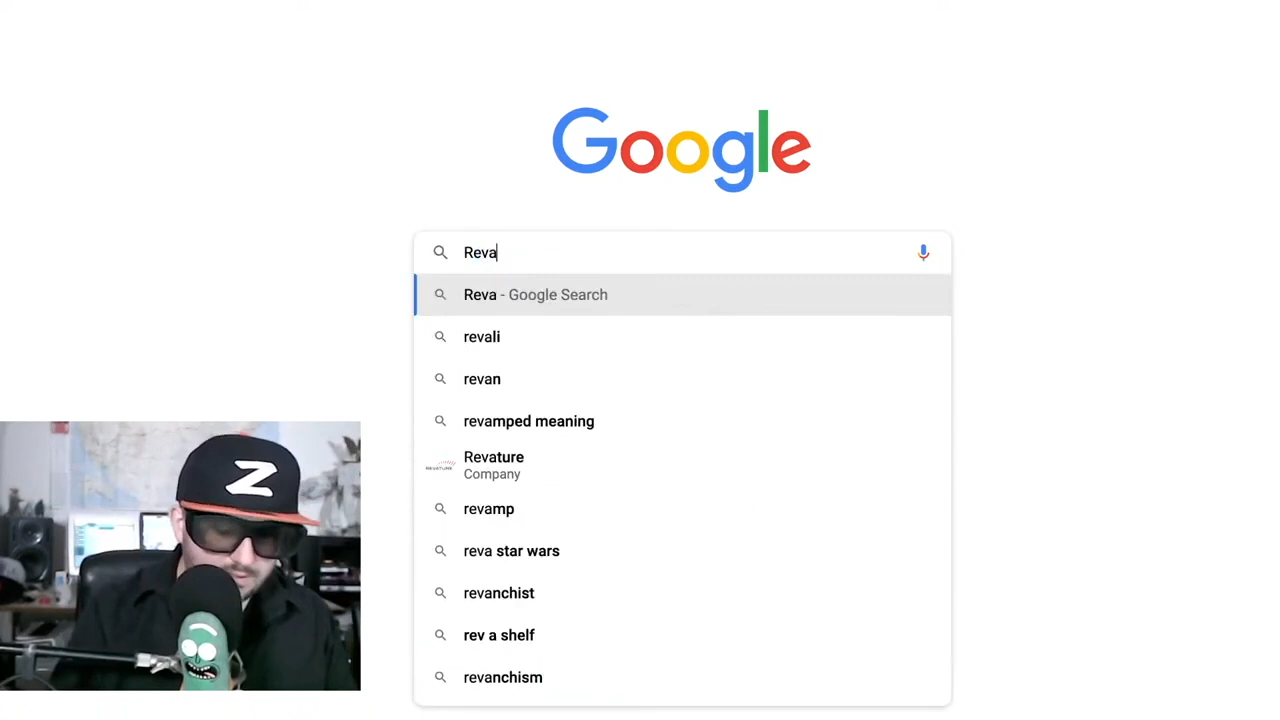 Google
Reva
Reva - Google Search
revali
revan
revamped meaning
REVATURE
Revature
Company
revamp
reva star wars
revanchist
rev a shelf
revanchism
Z